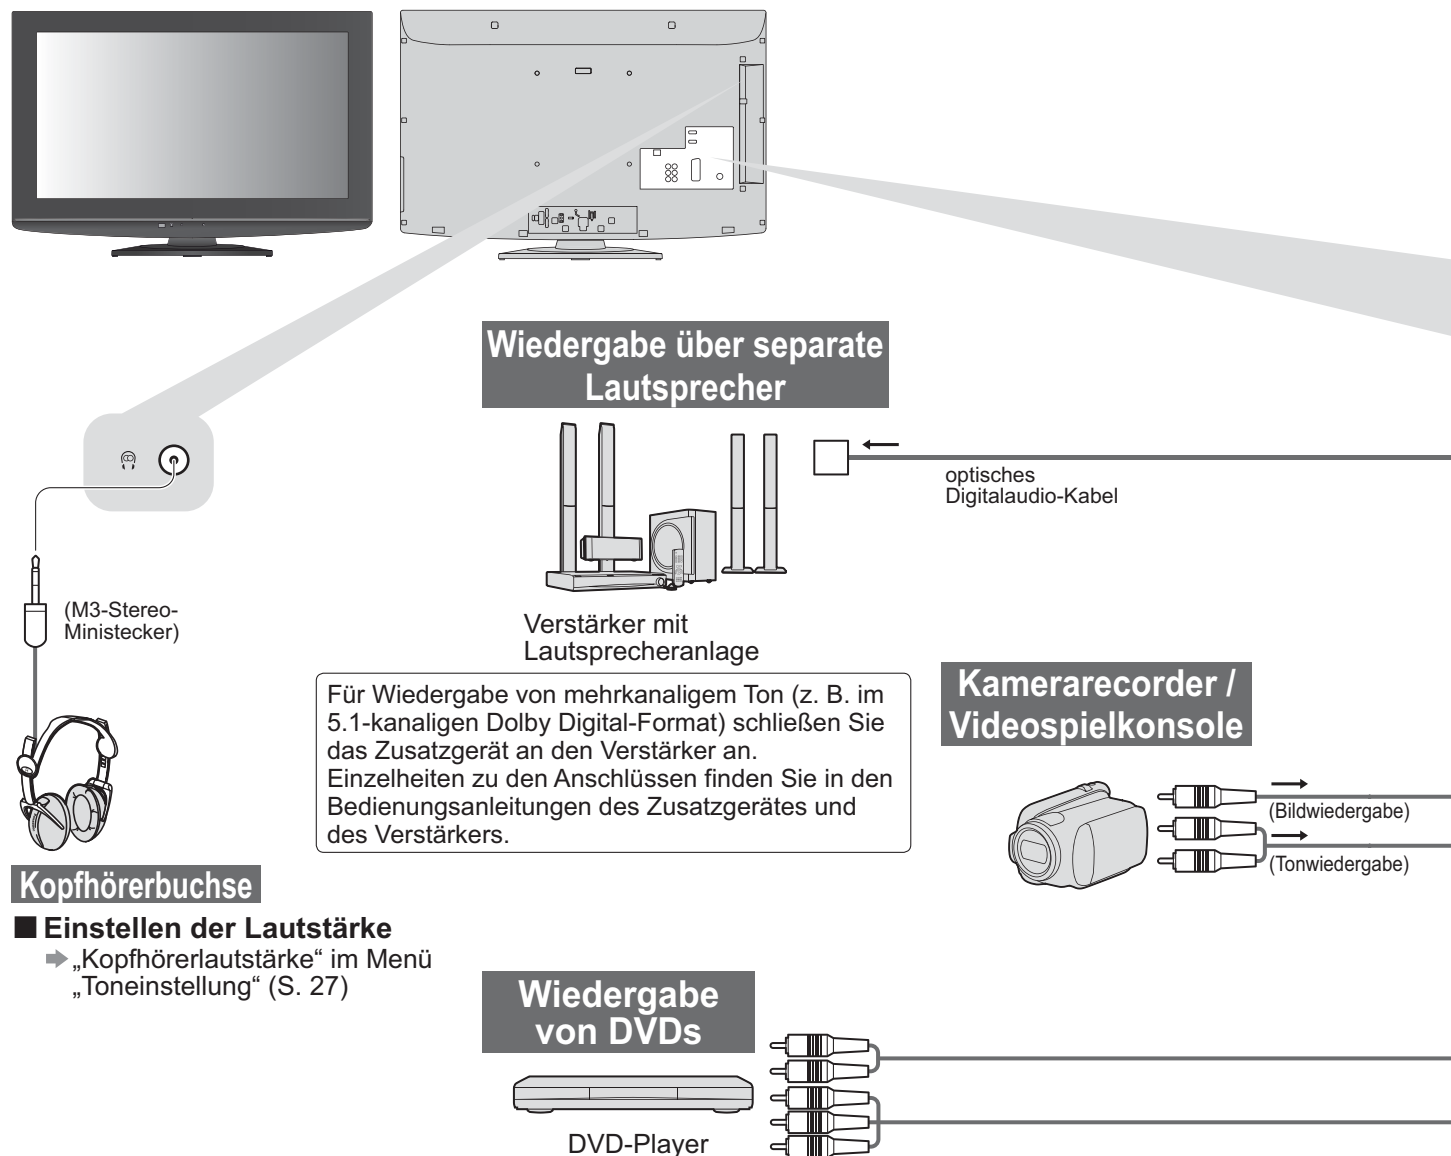 Wiedergabe über separate
Lautsprecher
optisches
Digitalaudio-Kabel
(M3-Stereo-
Ministecker)
Verstärker mit
Lautsprecheranlage
Für Wiedergabe von mehrkanaligem Ton (z. B. im
5.1-kanaligen Dolby Digital-Format) schließen Sie
das Zusatzgerät an den Verstärker an.
Einzelheiten zu den Anschlüssen finden Sie in den
Bedienungsanleitungen des Zusatzgerätes und
des Verstärkers.
Kamerarecorder /
Videospielkonsole
(Bildwiedergabe)
(Tonwiedergabe)
Kopfhörerbuchse
■ Einstellen der Lautstärke
„Kopfhörerlautstärke“ im Menü
„Toneinstellung“ (S. 27)
Wiedergabe
von DVDs
DVD-Player